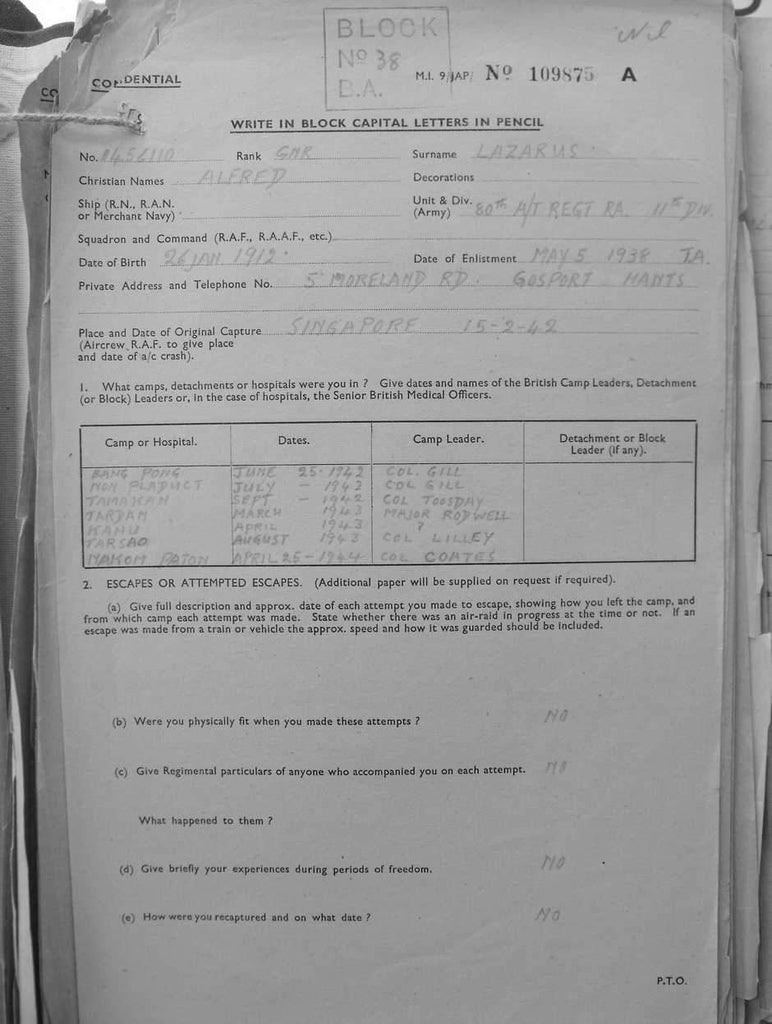 BLOCK
No 38
B.A.
Nil
CONFIDENTIAL
M.I. 9/JAP/ No 109875 A
WRITE IN BLOCK CAPITAL LETTERS IN PENCIL
No. Rank GNR Surname LAZARUS
Christian Names ALFRED Decorations
Ship (R.N., R.A.N. or Merchant Navy)
Unit & Div. (Army) 80th A/T REGT RA. 11th DIV.
Squadron and Command (R.A.F., R.A.A.F., etc.)
Date of Birth 26 JAN 1912. Date of Enlistment MAY 5 1938 TA.
Private Address and Telephone No. 5 MORELAND RD. GOSPORT HANTS
Place and Date of Original Capture SINGAPORE 15-2-42
(Aircrew R.A.F. to give place
and date of a/c crash).
1. What camps, detachments or hospitals were you in ? Give dates and names of the British Camp Leaders, Detachment
(or Block) Leaders or, in the case of hospitals, the Senior British Medical Officers.
Camp or Hospital. Dates. Camp Leader. Detachment or Block Leader (if any).
BANG PONG JUNE 25-1942 COL. GILL
NON PLADUCT JULY - 1943 COL GILL
TAMAKAN SEPT - 1942 COL TOOSDAY
TARDAN MARCH 1943 MAJOR RODWELL
KANU APRIL 1943 ?
TARSAO AUGUST 1943 COL LILLEY
NAKOM PATON APRIL 25-1944 COL COATES
2. ESCAPES OR ATTEMPTED ESCAPES. (Additional paper will be supplied on request if required).
(a) Give full description and approx. date of each attempt you made to escape, showing how you left the camp, and
from which camp each attempt was made. State whether there was an air-raid in progress at the time or not. If an
escape was made from a train or vehicle the approx. speed and how it was guarded should be included.
(b) Were you physically fit when you made these attempts ? NO
(c) Give Regimental particulars of anyone who accompanied you on each attempt. NO
What happened to them ?
(d) Give briefly your experiences during periods of freedom. NO
(e) How were you recaptured and on what date ? NO
P.T.O.